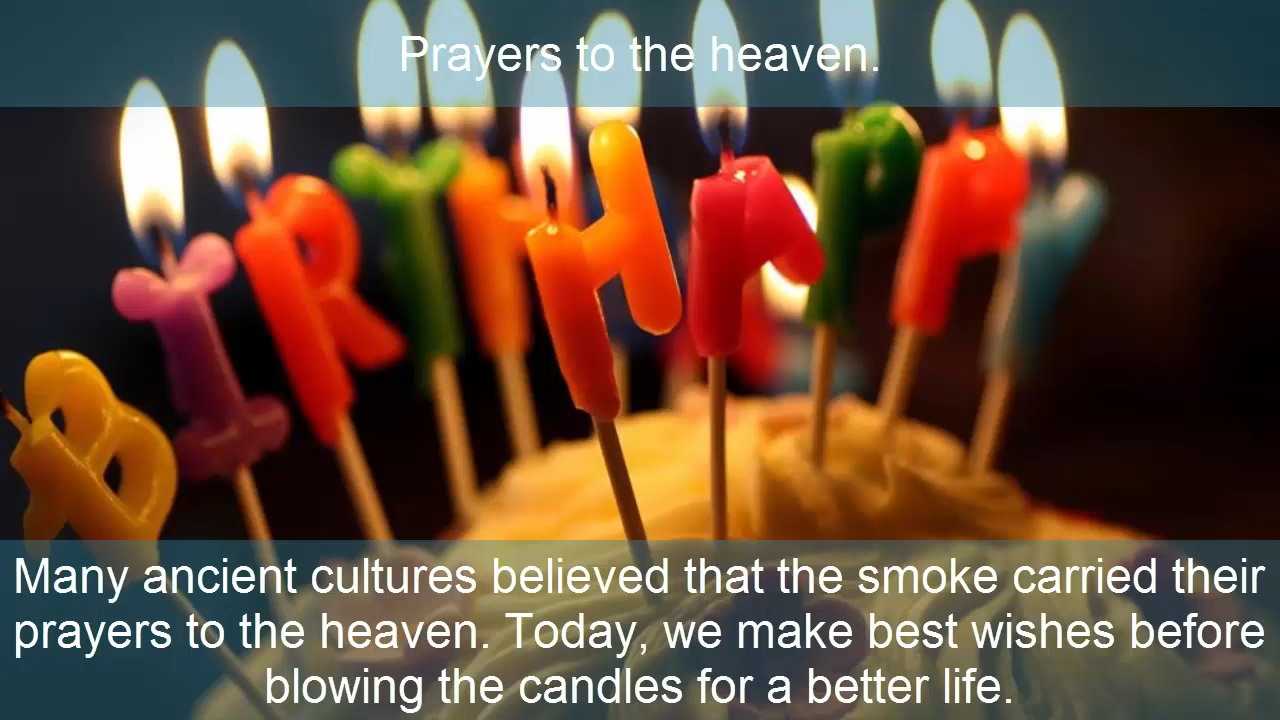 Prayers to the heaven.
H A P P Y
B I R T H
Many ancient cultures believed that the smoke carried their
prayers to the heaven. Today, we make best wishes before
blowing the candles for a better life.